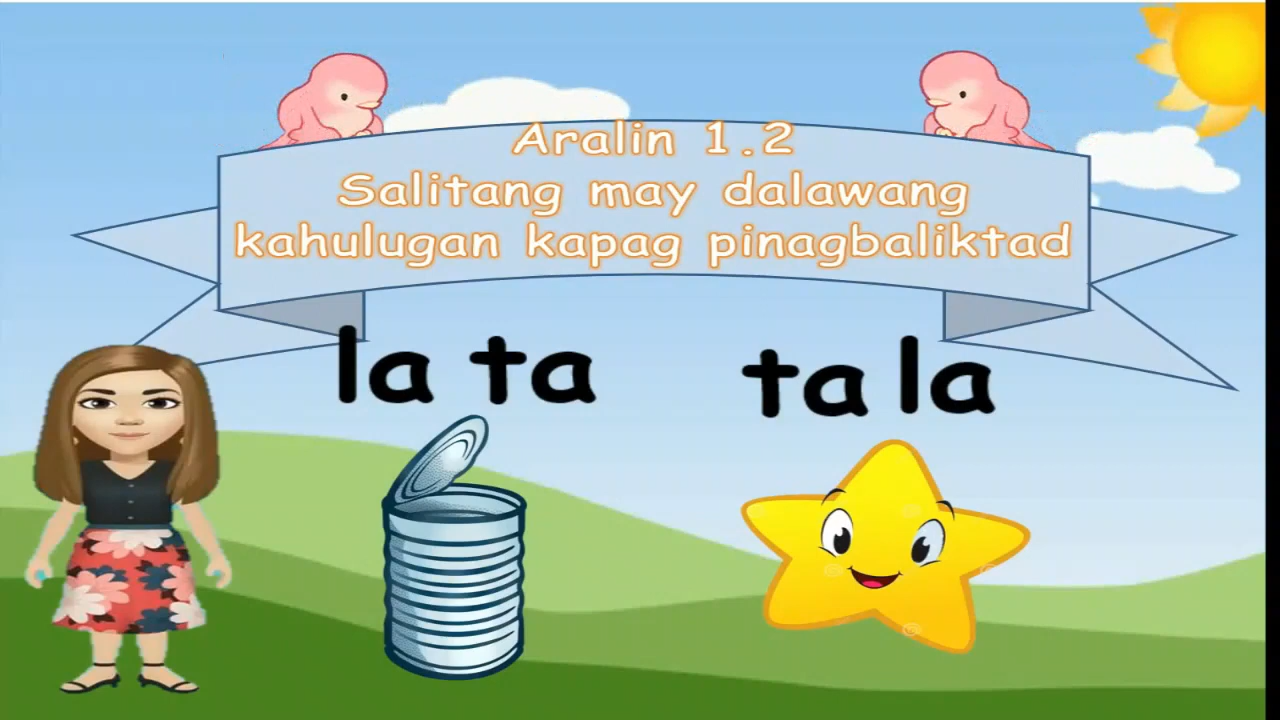 Aralin 1.2
Salitang may dalawang
kahulugan kapag pinagbaliktad
la ta
ta la